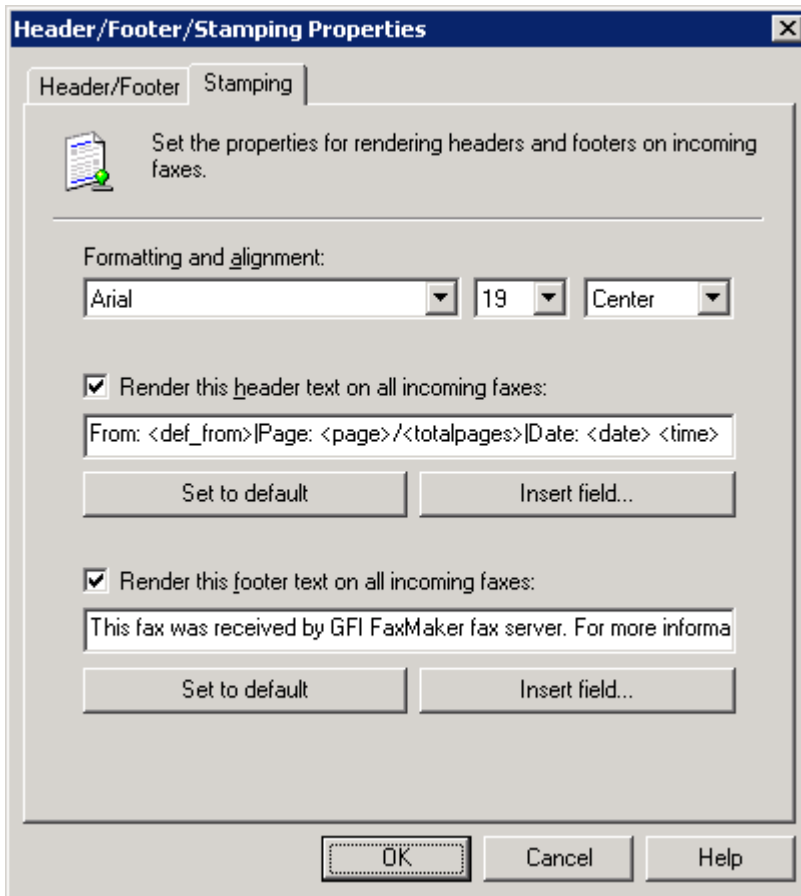 Header/Footer/Stamping Properties
Header/Footer Stamping
Set the properties for rendering headers and footers on incoming
faxes.
Formatting and alignment:
Arial 19 Center
Render this header text on all incoming faxes:
From: <def_from>|Page: <page>/<totalpages>|Date: <date> <time>
Set to default Insert field...
Render this footer text on all incoming faxes:
This fax was received by GFI FaxMaker fax server. For more informa
Set to default Insert field...
OK Cancel Help